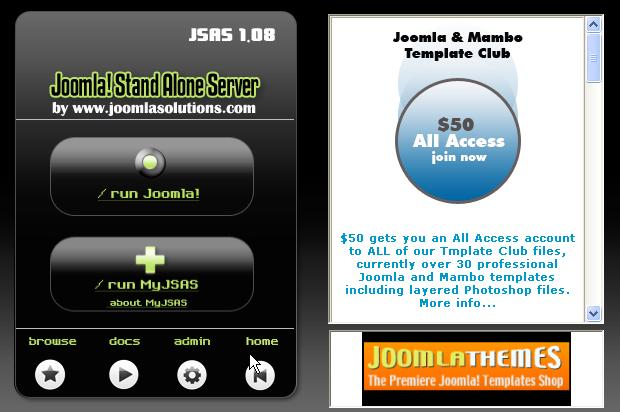 JSAS 1.08
Joomla! Stand Alone Server
by www.joomlasolutions.com
/ run Joomla!
/ run MyJSAS
about MyJSAS
browse
docs
admin
home
Joomla & Mambo
Template Club
$50
All Access
join now
$50 gets you an All Access account
to ALL of our Tmplate Club files,
currently over 30 professional
Joomla and Mambo templates
including layered Photoshop files.
More info...
JOOMLATHEMES
The Premiere Joomla! Templates Shop